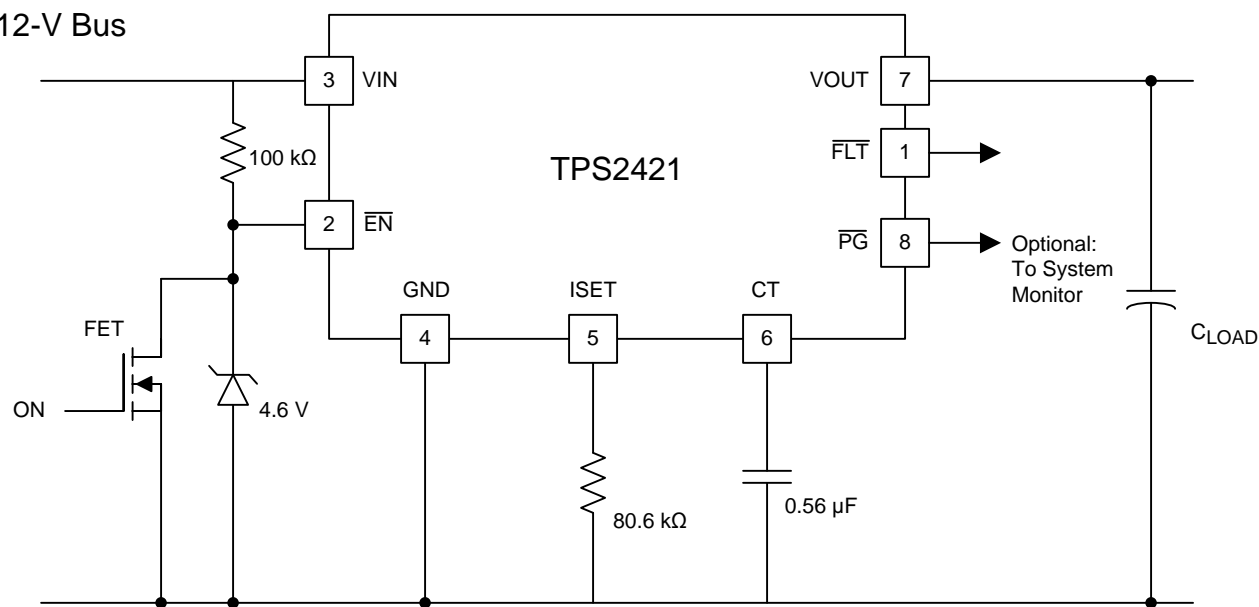 12-V Bus
3
VIN
VOUT
7
100 kΩ
TPS2421
FLT
1
2
EN
PG
8
Optional:
To System
Monitor
GND
ISET
CT
FET
4
5
6
CLOAD
ON
4.6 V
80.6 kΩ
0.56 µF